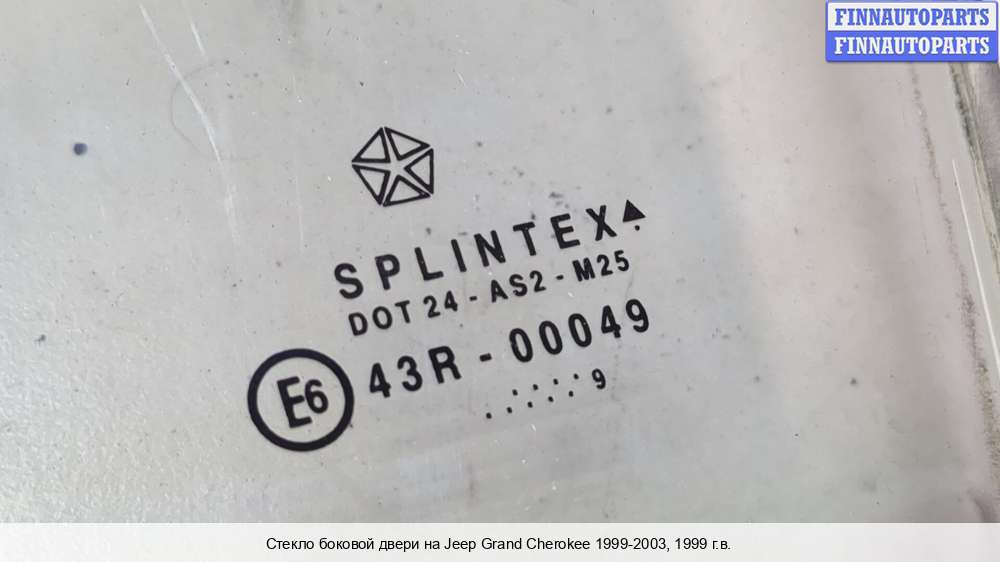 FINNAUTOPARTS
FINNAUTOPARTS
SPLINTEX
DOT 24 - AS2 - M25
E6
43R - 00049
9
Стекло боковой двери на Jeep Grand Cherokee 1999-2003, 1999 г.в.